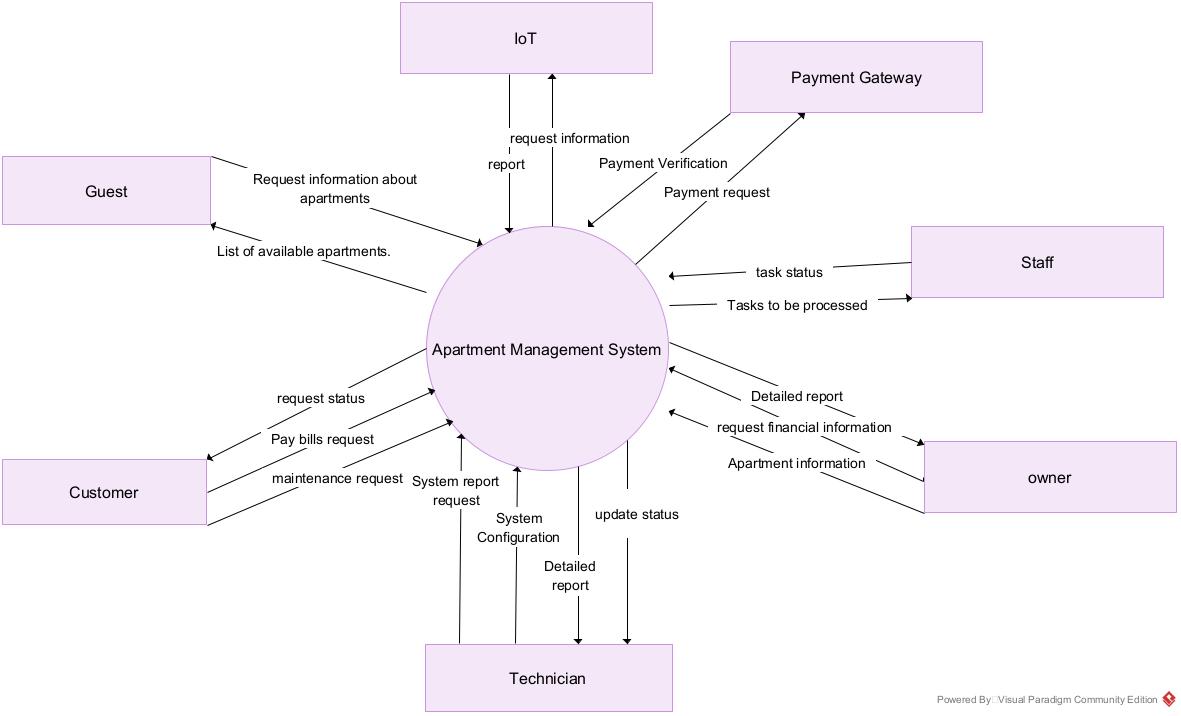 IoT
Payment Gateway
request information
report
Payment Verification
Payment request
Guest
Request information about
apartments
List of available apartments.
Staff
task status
Tasks to be processed
Apartment Management System
request status
Pay bills request
maintenance request
Customer
Detailed report
request financial information
Apartment information
owner
System report
request
System
Configuration
update status
Detailed
report
Technician
Powered By Visual Paradigm Community Edition